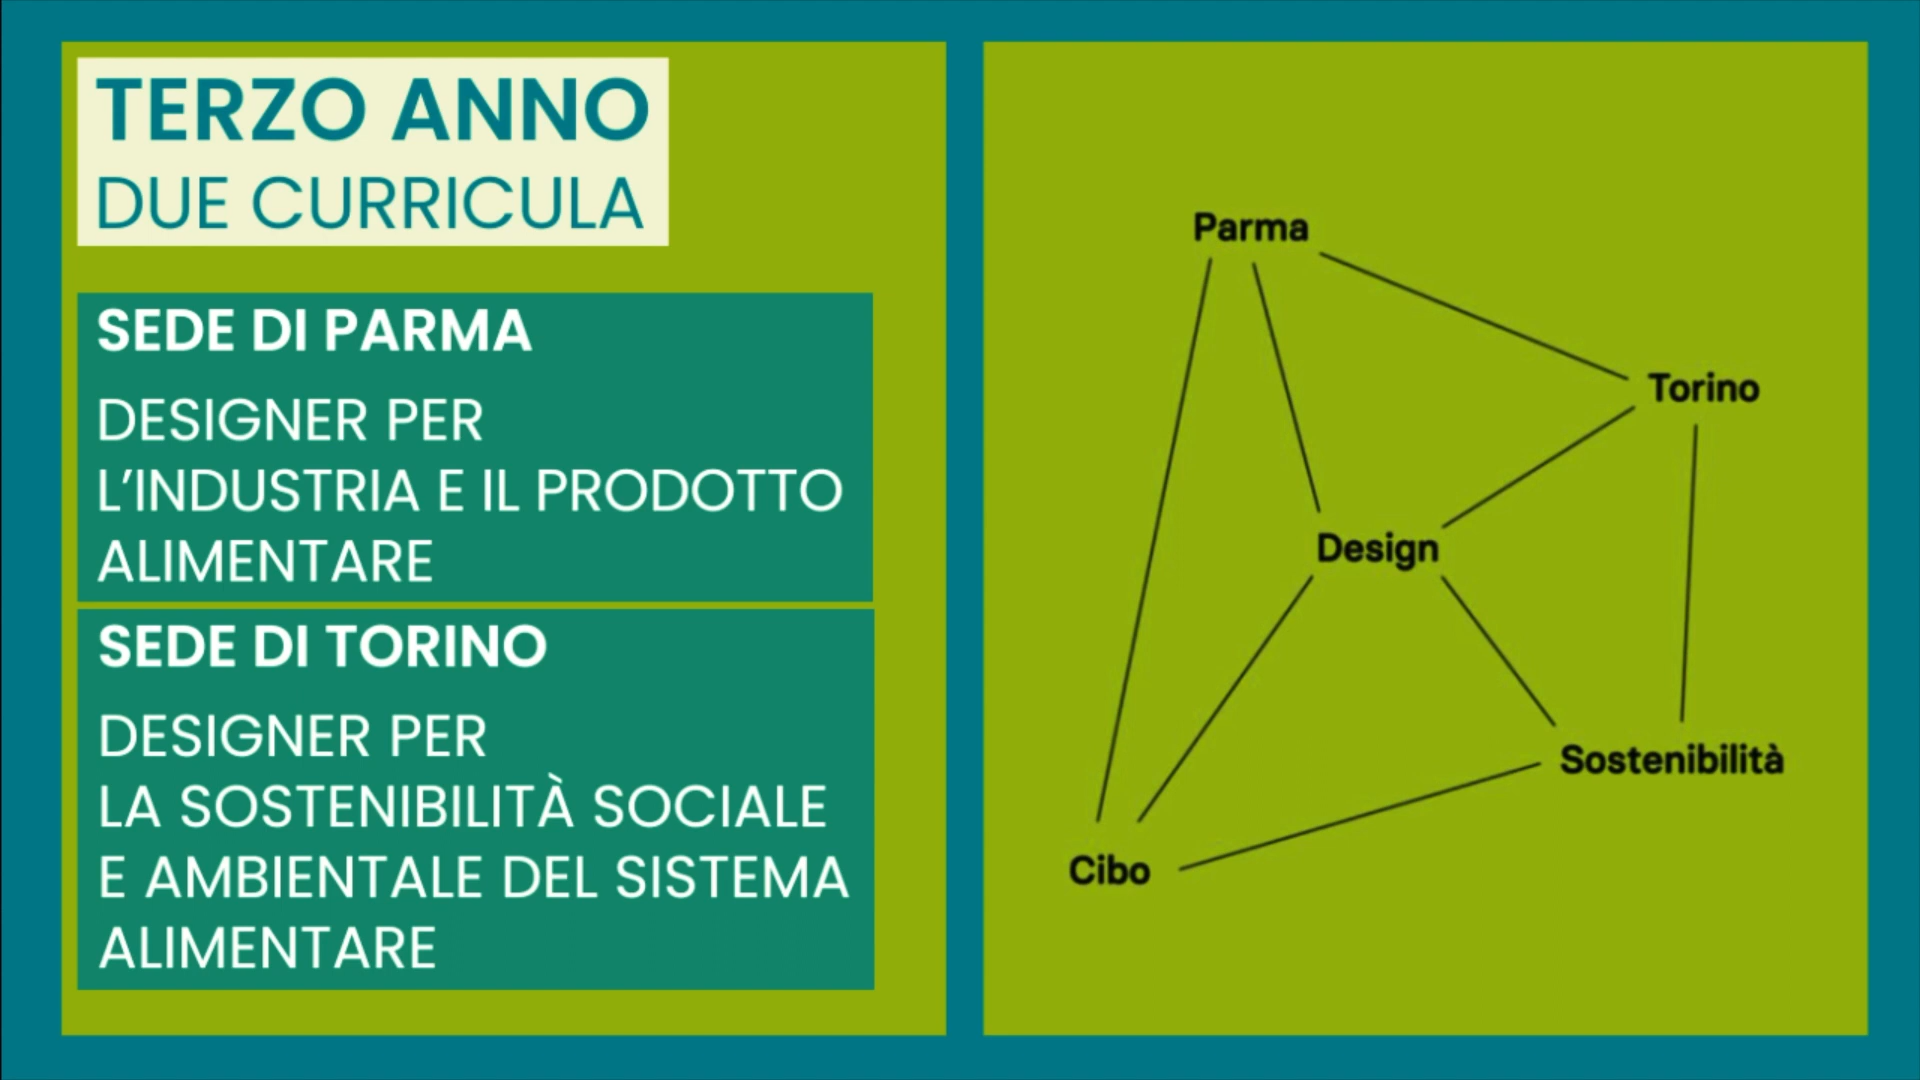 TERZO ANNO
DUE CURRICULA
SEDE DI PARMA
DESIGNER PER
L’INDUSTRIA E IL PRODOTTO
ALIMENTARE
SEDE DI TORINO
DESIGNER PER
LA SOSTENIBILITÀ SOCIALE
E AMBIENTALE DEL SISTEMA
ALIMENTARE
Parma
Torino
Design
Sostenibilità
Cibo